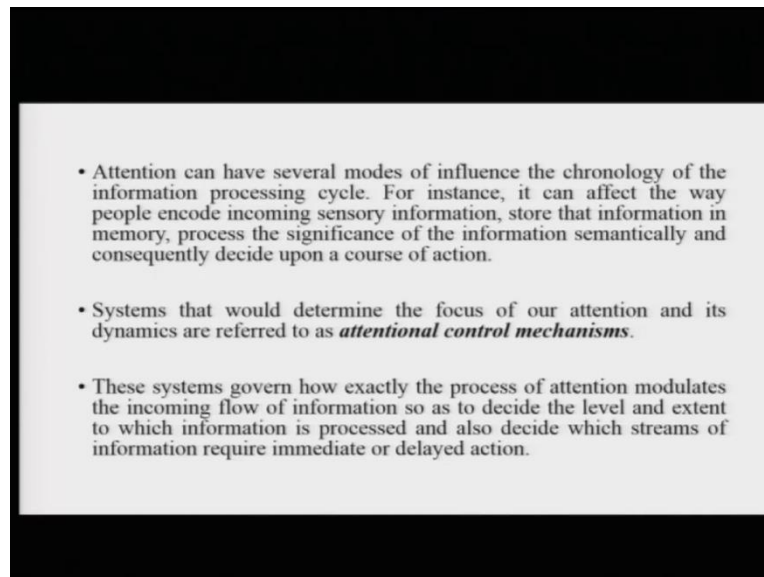 • Attention can have several modes of influence the chronology of the
information processing cycle. For instance, it can affect the way
people encode incoming sensory information, store that information in
memory, process the significance of the information semantically and
consequently decide upon a course of action.
• Systems that would determine the focus of our attention and its
dynamics are referred to as attentional control mechanisms.
• These systems govern how exactly the process of attention modulates
the incoming flow of information so as to decide the level and extent
to which information is processed and also decide which streams of
information require immediate or delayed action.